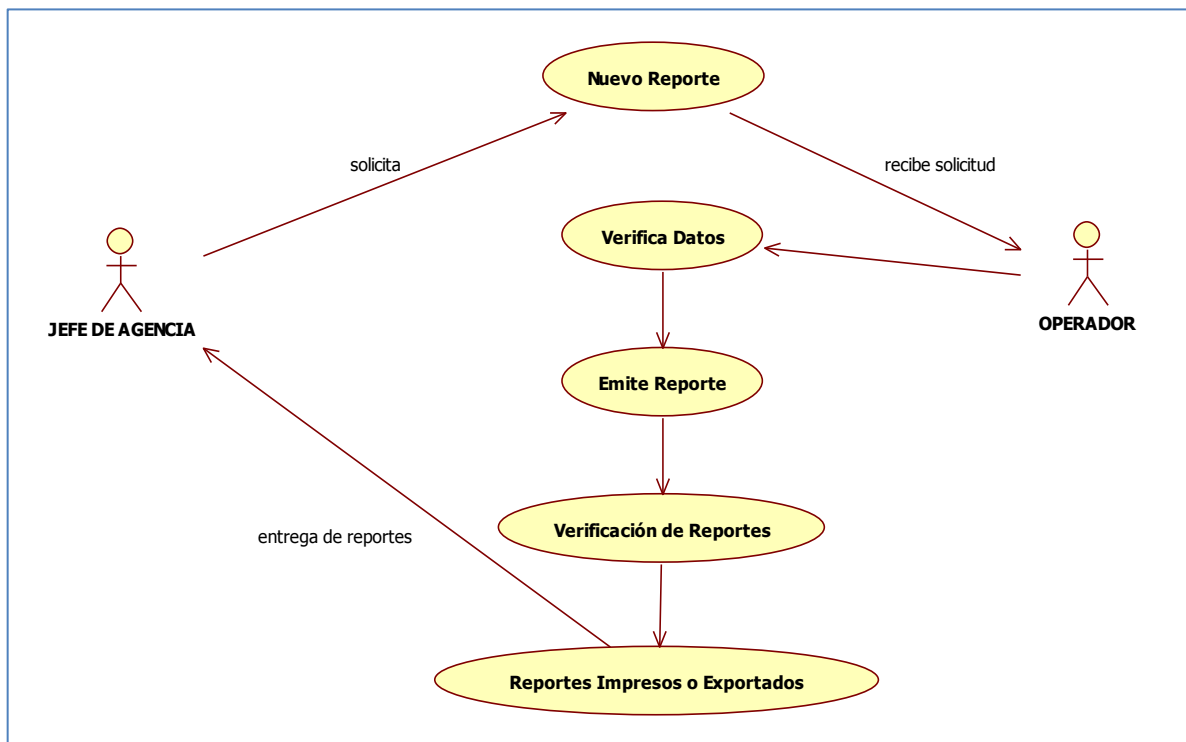 Nuevo Reporte
solicita
recibe solicitud
Verifica Datos
JEFE DE AGENCIA
OPERADOR
Emite Reporte
Verificación de Reportes
entrega de reportes
Reportes Impresos o Exportados